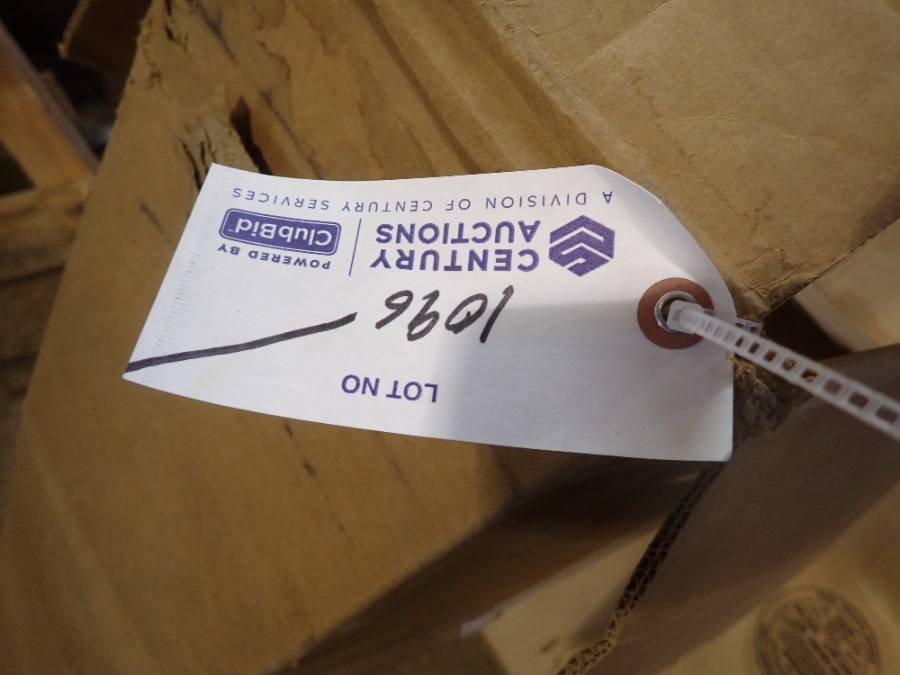 LOT NO
1096
CENTURY
AUCTIONS
POWERED BY
ClubBid
A DIVISION OF CENTURY SERVICES